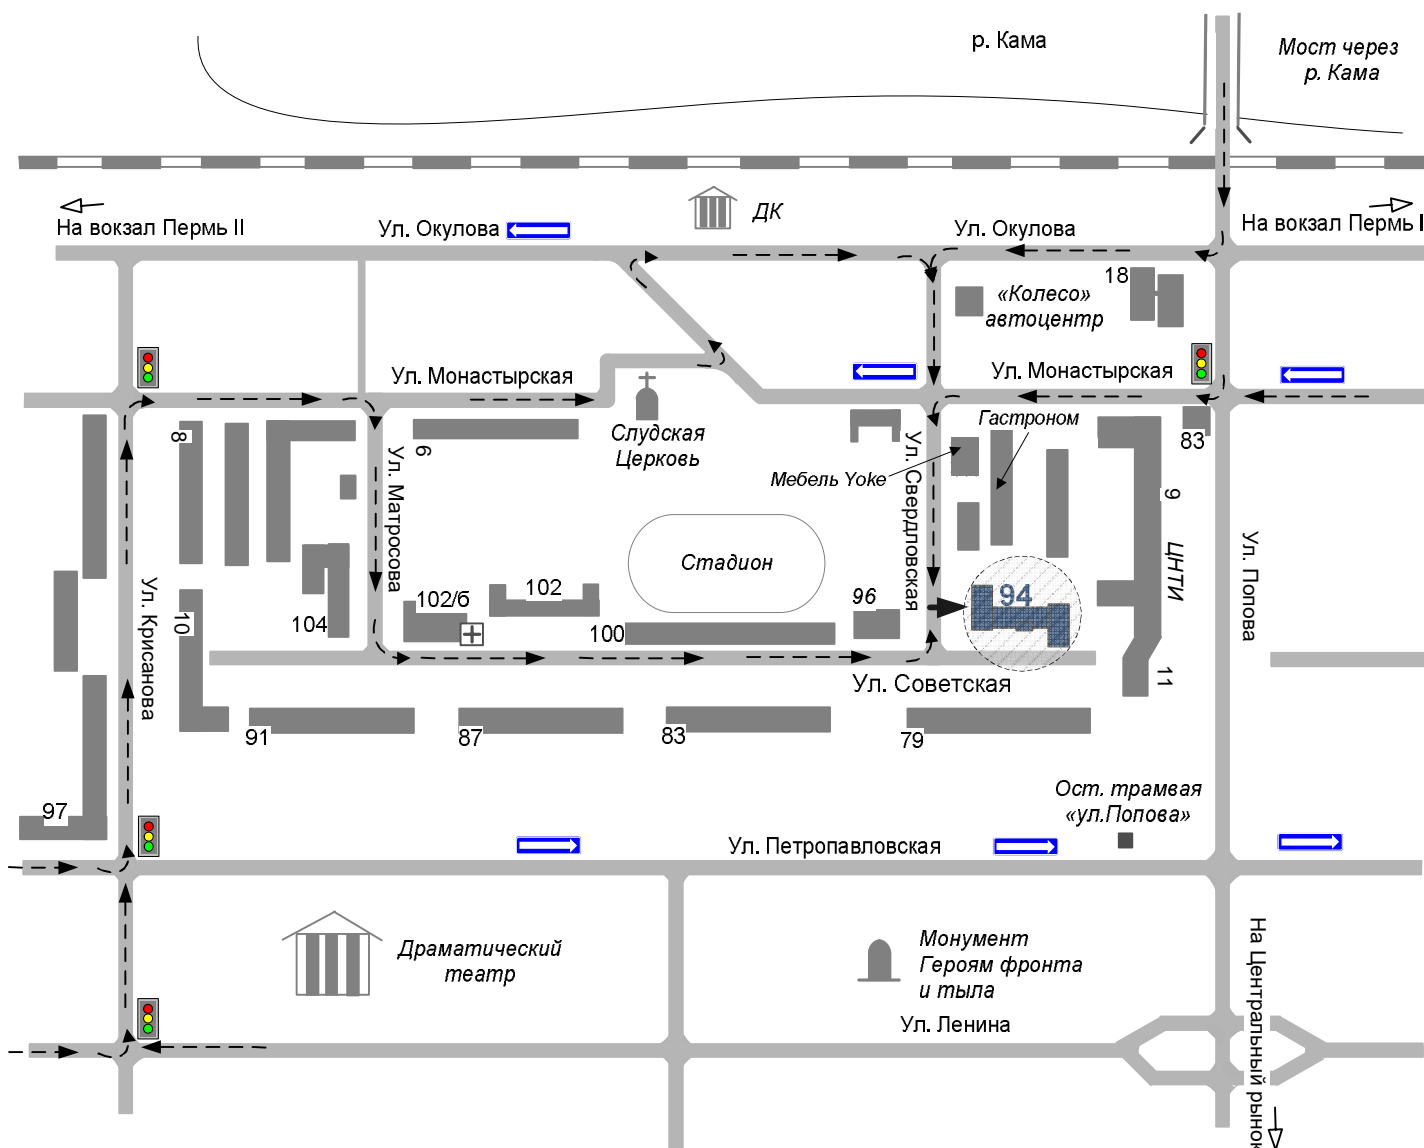 р. Кама
Мост через
р. Кама
На вокзал Пермь II
Ул. Окулова
ДК
Ул. Окулова
На вокзал Пермь I
18
«Колесо»
автоцентр
Ул. Монастырская
Ул. Монастырская
Слудская
Церковь
Гастроном
83
8
6
Ул. Матросова
Ул. Свердловская
Мебель Yoke
9
ЦНТИ
Ул. Попова
Стадион
Ул. Крисанова
10
104
102/б
102
100
96
94
11
Ул. Советская
91
87
83
79
97
Ост. трамвая
«ул.Попова»
Ул. Петропавловская
Драматический
театр
Монумент
Героям фронта
и тыла
Ул. Ленина
На Центральный рынок